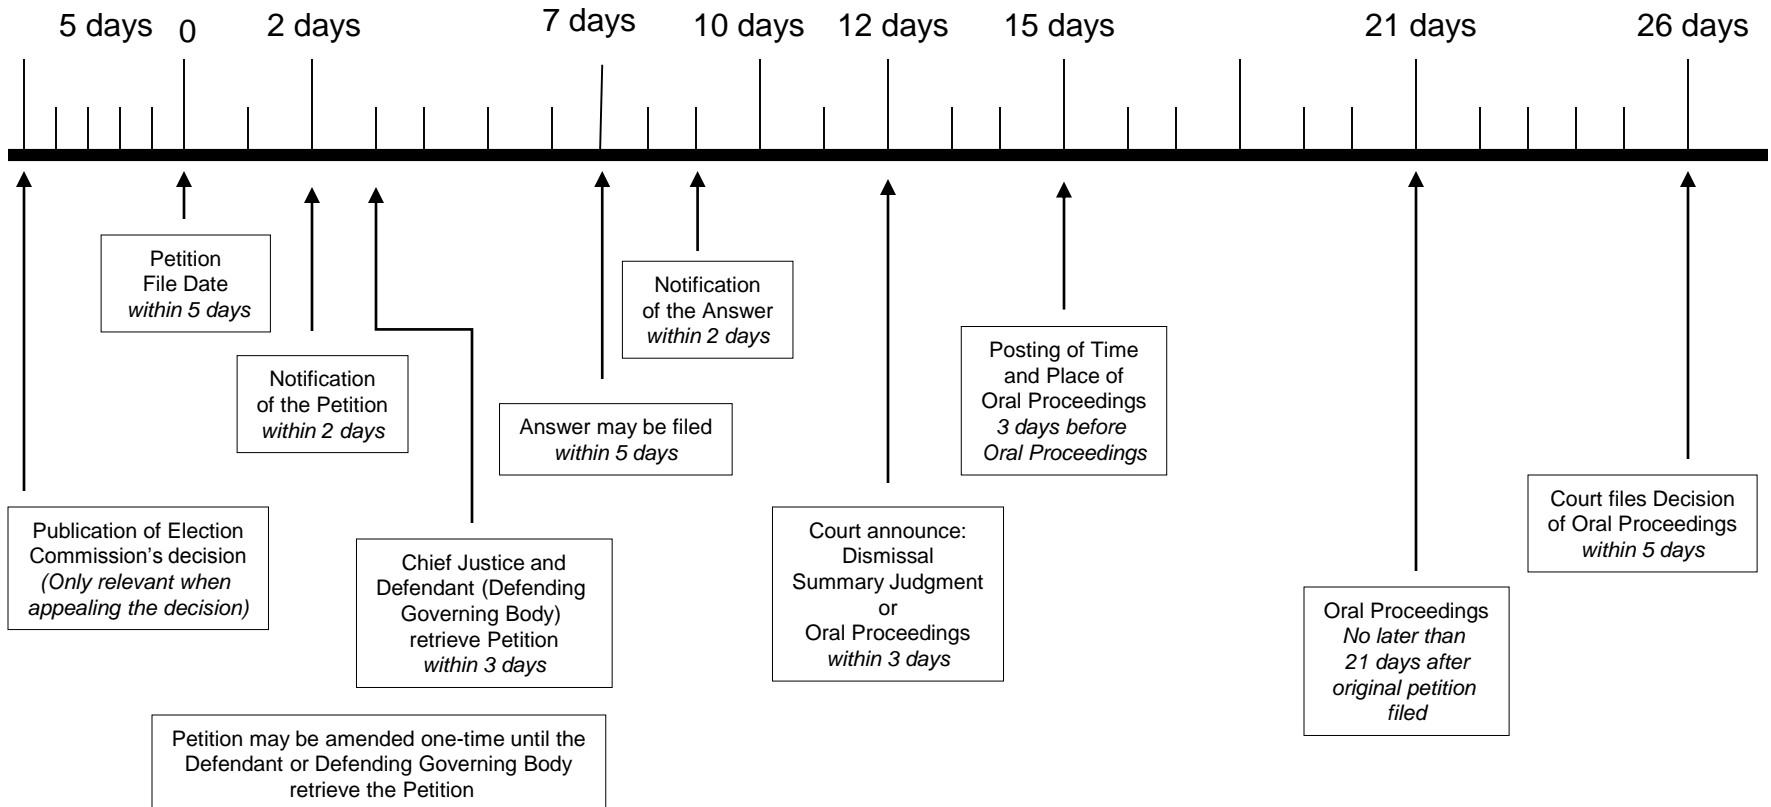 5 days 0 2 days 7 days 10 days 12 days 15 days 21 days 26 days
Petition
File Date
within 5 days
Notification
of the Petition
within 2 days
Notification
of the Answer
within 2 days
Answer may be filed
within 5 days
Posting of Time
and Place of
Oral Proceedings
3 days before
Oral Proceedings
Court files Decision
of Oral Proceedings
within 5 days
Publication of Election
Commission's decision
(Only relevant when
appealing the decision)
Chief Justice and
Defendant (Defending
Governing Body)
retrieve Petition
within 3 days
Court announce:
Dismissal
Summary Judgment
or
Oral Proceedings
within 3 days
Oral Proceedings
No later than
21 days after
original petition
filed
Petition may be amended one-time until the
Defendant or Defending Governing Body
retrieve the Petition